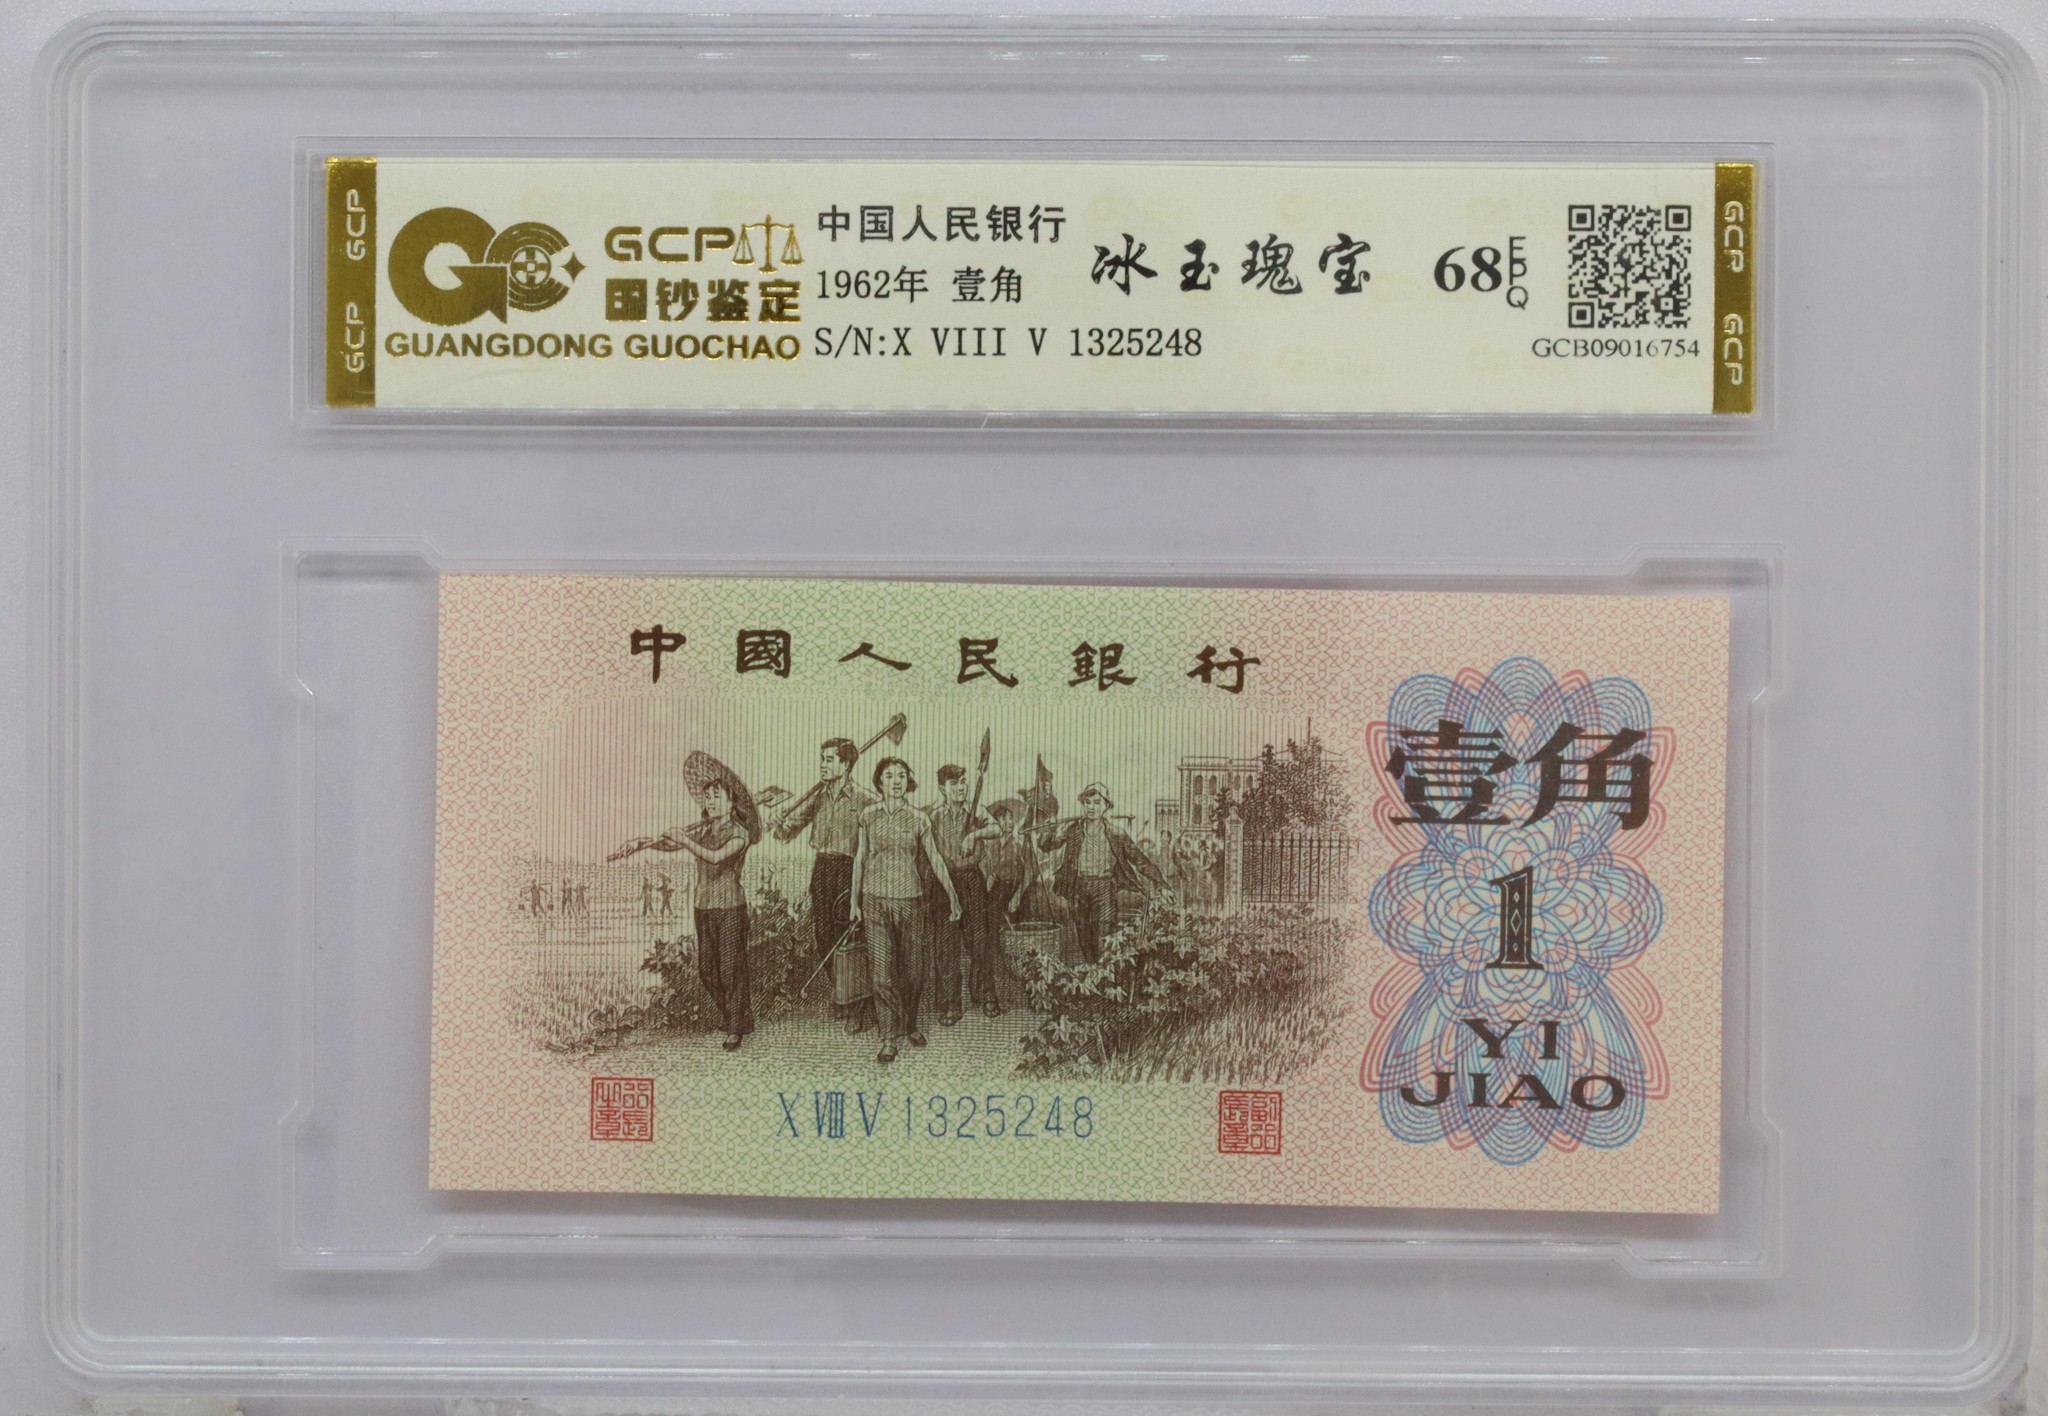 GCP GCP
GCP
国钞鉴定
GUANGDONG GUOCHAO
中国人民银行
1962年 壹角
S/N:X VIII V 1325248
冰玉瑰宝
68 EPQ
GCB09016754
GCP GCP
中國人民銀行
壹角
1
YI
JIAO
X VIII V 1325248